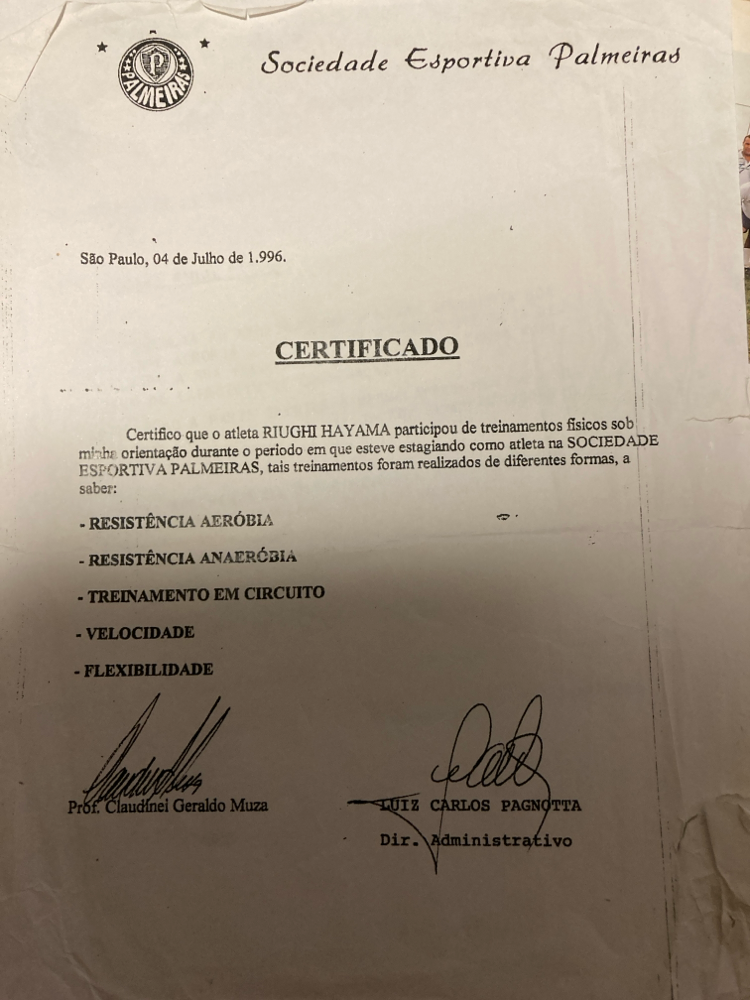 PALMEIRAS
P
Sociedade Esportiva Palmeiras
São Paulo, 04 de Julho de 1.996.
CERTIFICADO
Certifico que o atleta RIUGHI HAYAMA participou de treinamentos físicos sob
minha orientação durante o periodo em que esteve estagiando como atleta na SOCIEDADE
ESPORTIVA PALMEIRAS, tais treinamentos foram realizados de diferentes formas, a
saber:
- RESISTÊNCIA AERÓBIA
- RESISTÊNCIA ANAERÓBIA
- TREINAMENTO EM CIRCUITO
- VELOCIDADE
- FLEXIBILIDADE
Prof. Claudinei Geraldo Muza
LUIZ CARLOS PAGNOTTA
Dir. Administrativo